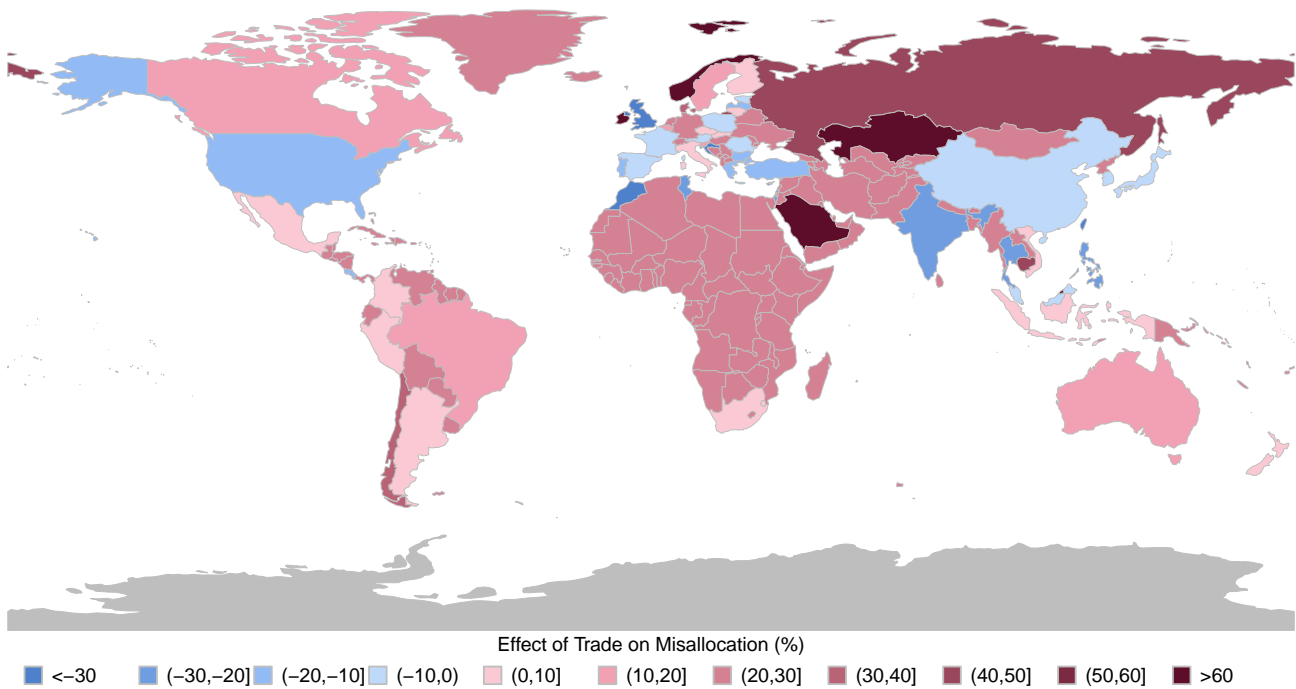 Effect of Trade on Misallocation (%)
<−30 (−30,−20] (−20,−10] (−10,0) (0,10] (10,20] (20,30] (30,40] (40,50] (50,60] >60